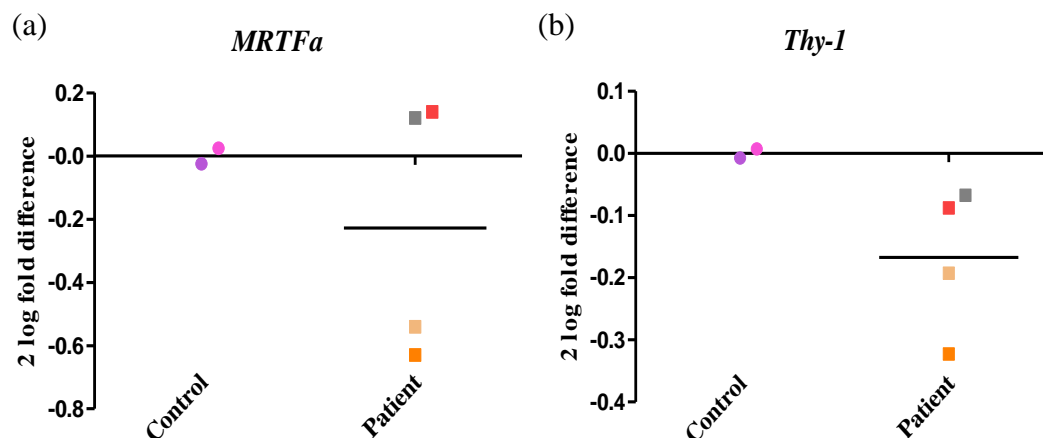 (a)
MRTFa
2 log fold difference
0.2
-0.0
-0.2
-0.4
-0.6
-0.8
Control
Patient
(b)
Thy-1
2 log fold difference
0.1
0.0
-0.1
-0.2
-0.3
-0.4
Control
Patient